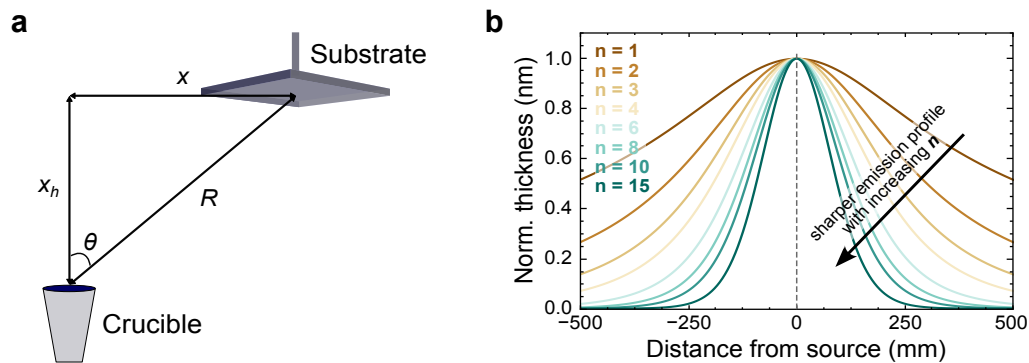 a
Substrate
x
x_h
R
θ
Crucible
b
Norm. thickness (nm)
1.0
0.8
0.6
0.4
0.2
0.0
n = 1
n = 2
n = 3
n = 4
n = 6
n = 8
n = 10
n = 15
sharper emission profile
with increasing n
-500
-250
0
250
500
Distance from source (mm)